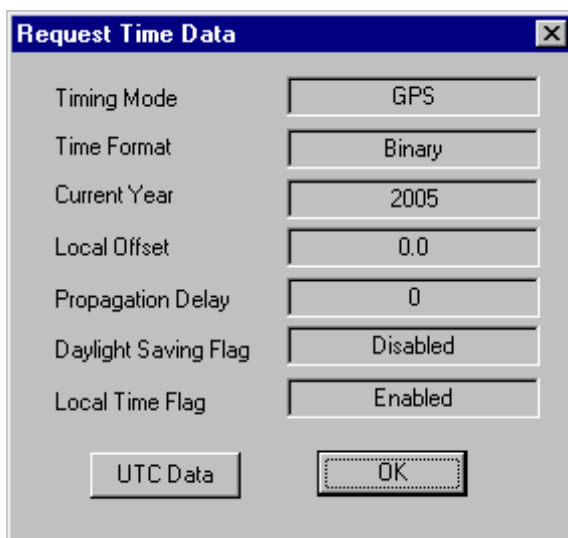 Request Time Data
Timing Mode GPS
Time Format Binary
Current Year 2005
Local Offset 0.0
Propagation Delay 0
Daylight Saving Flag Disabled
Local Time Flag Enabled
UTC Data OK